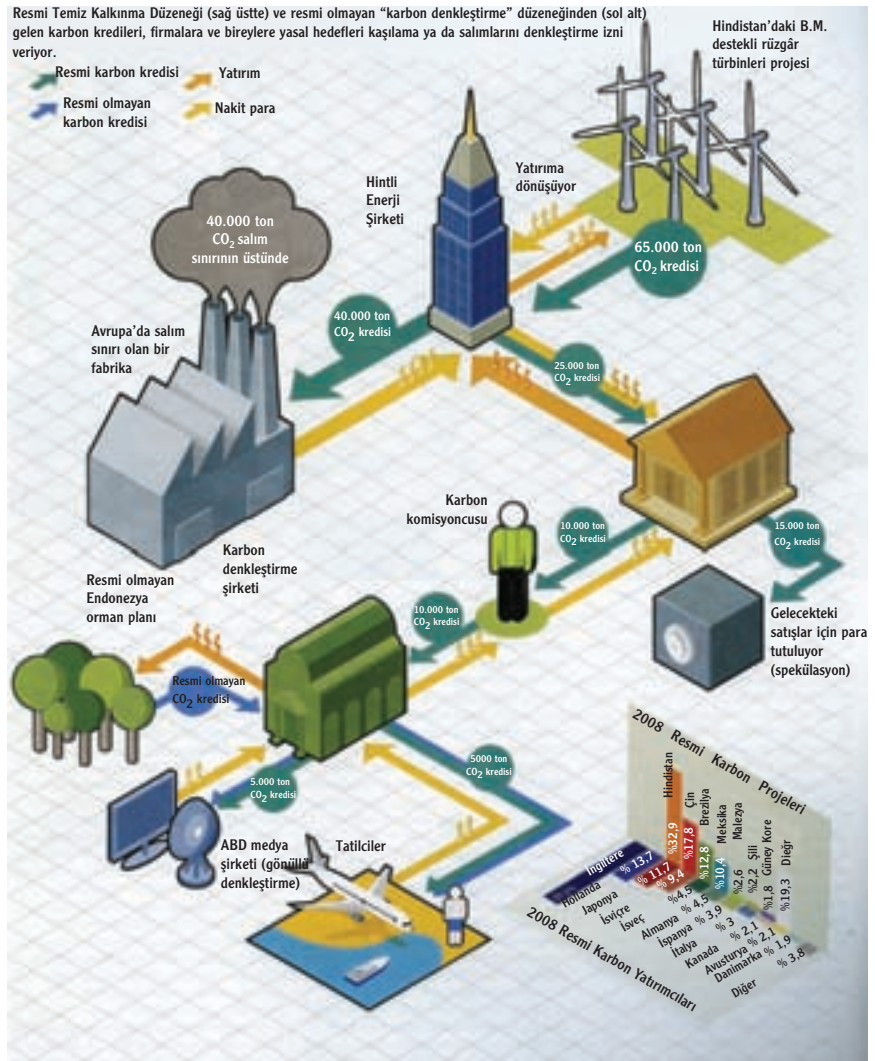 Resmi Temiz Kalkınma Düzeneği (sağ üstte) ve resmi olmayan “karbon denkleştirme” düzeneğinden (sol alt)
gelen karbon kredileri, firmalara ve bireylere yasal hedefleri kaşılama ya da salımlarını denkleştirme izni
veriyor.
Resmi karbon kredisi
Yatırım
Resmi olmayan
karbon kredisi
Nakit para
Hindistan’daki B.M.
destekli rüzgâr
türbinleri projesi
Hintli
Enerji
Şirketi
Yatırıma
dönüşüyor
40.000 ton
CO2 salım
sınırının üstünde
65.000 ton
CO2 kredisi
40.000 ton
CO2 kredisi
Avrupa’da salım
sınırı olan bir
fabrika
25.000 ton
CO2 kredisi
Karbon
komisyoncusu
10.000 ton
CO2 kredisi
15.000 ton
CO2 kredisi
Karbon
denkleştirme
şirketi
Resmi olmayan
Endonezya
orman planı
10.000 ton
CO2 kredisi
Gelecekteki
satışlar için para
tutuluyor
(spekülasyon)
Resmi olmayan
CO2 kredisi
5.000 ton
CO2 kredisi
5000 ton
CO2 kredisi
ABD medya
şirketi (gönüllü
denkleştirme)
Tatilciler
2008 Resmi Karbon Projeleri
Hindistan %32,9
Çin %17,8
Brezilya %12,8
Meksika %10,4
Malezya %2,6
Şili %2,2
Güney Kore %1,8
Dieğr %19,3
İngiltere
Hollanda % 13,7
Japonya % 11,7
İsviçre % 9,4
İsveç %4,5
Almanya % 4,5
İspanya % 3,9
İtalya % 3
Kanada % 2,1
Avusturya % 2,1
Danimarka % 1,9
Diğer % 3,8
2008 Resmi Karbon Yatırımcıları